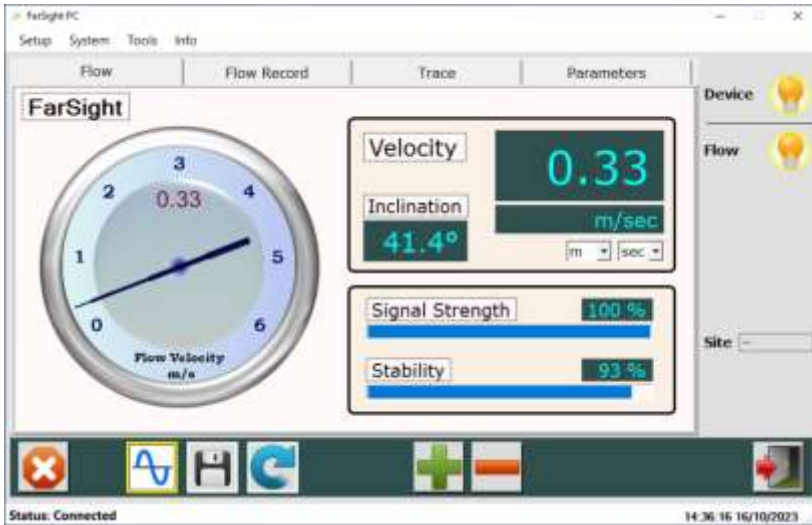 FarSight PC
Setup System Tools Info
Flow Flow Record Trace Parameters
FarSight
0
1
2
3
4
5
6
0.33
Flow Velocity
m/s
Velocity
0.33
m/sec
m sec
Inclination
41.4°
Signal Strength 100 %
Stability 93 %
Device
Flow
Site --
Status: Connected
14:36:16 16/10/2023